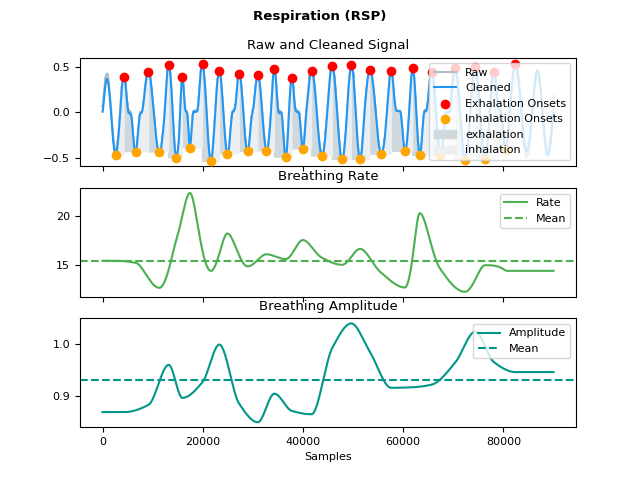 Respiration (RSP)
Raw and Cleaned Signal
0.5
0.0
−0.5
Raw
Cleaned
Exhalation Onsets
Inhalation Onsets
exhalation
inhalation
Breathing Rate
20
15
Rate
Mean
Breathing Amplitude
1.0
0.9
Amplitude
Mean
0
20000
40000
60000
80000
Samples